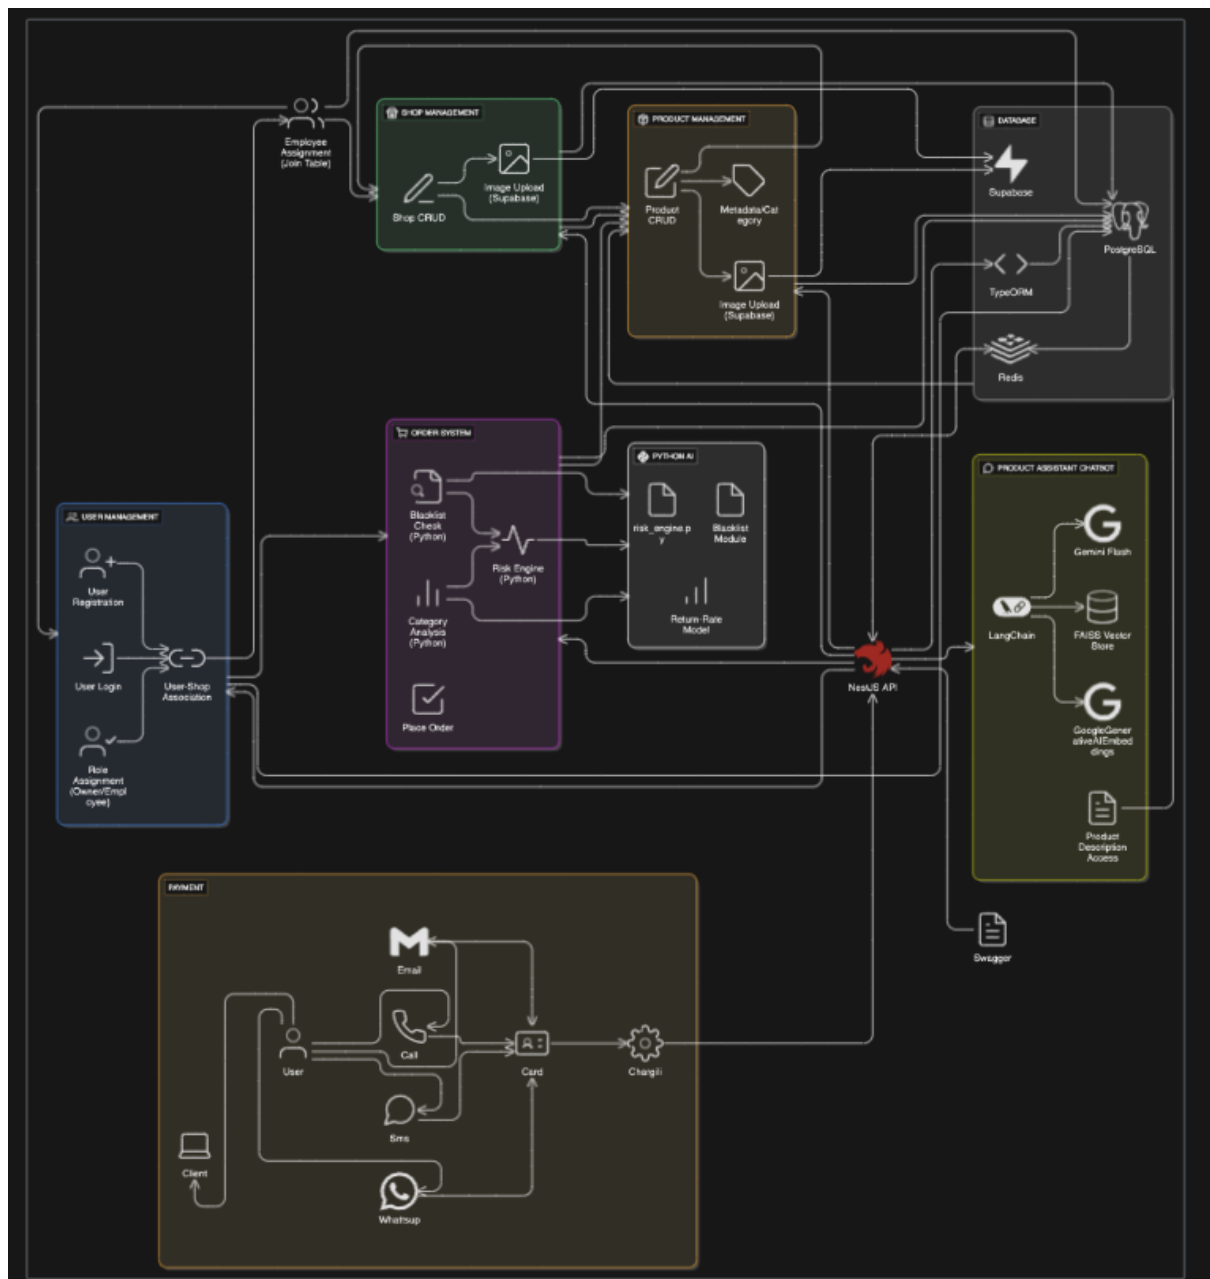 Employee
Assignment
(Join Table)
SHOP MANAGEMENT
Shop CRUD
Image Upload
(Supabase)
PRODUCT MANAGEMENT
Product
CRUD
Metadata/Cat
egory
Image Upload
(Supabase)
DATABASE
Supabase
PostgreSQL
TypeORM
Redis
ORDER SYSTEM
Blacklist
Check
(Python)
Risk Engine
(Python)
Category
Analysis
(Python)
Place Order
PYTHON AI
risk_engine.p
y
Blacklist
Module
Return-Rate
Model
USER MANAGEMENT
User
Registration
User Login
User-Shop
Association
Role
Assignment
(Owner/Empl
oyee)
NestJS API
PRODUCT ASSISTANT CHATBOT
Gemini Flash
LangChain
FAISS Vector
Store
GoogleGener
ativeAIEmbed
dings
Product
Description
Access
Swagger
PAYMENT
Email
Call
User
Card
Chargili
Sms
Client
Whattsup